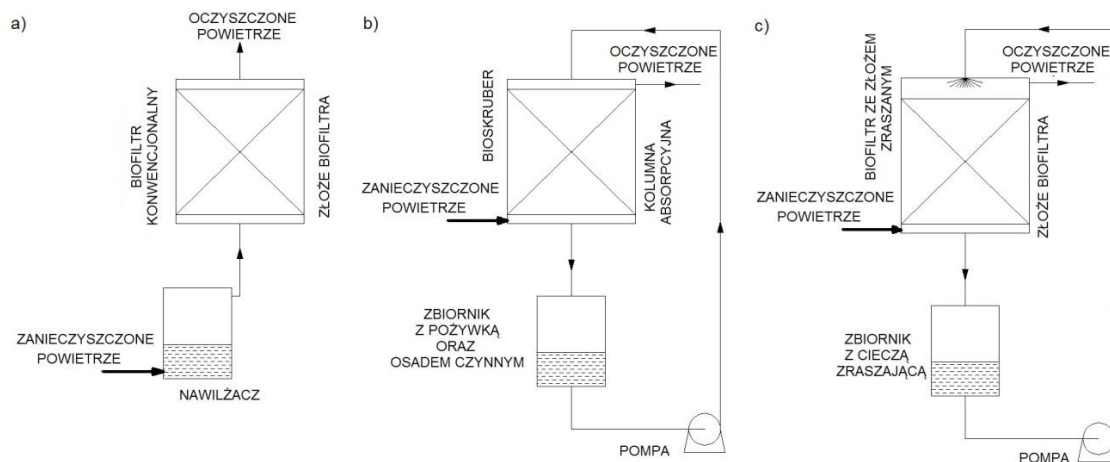 a)
OCZYSZCZONE
POWIETRZE
BIOFILTR
KONWENCJONALNY
ZŁOŻE BIOFILTRA
ZANIECZYSZCZONE
POWIETRZE
NAWILŻACZ
b)
OCZYSZCZONE
POWIETRZE
BIOSKRUBER
KOLUMNA
ABSORPCYJNA
ZANIECZYSZCZONE
POWIETRZE
ZBIORNIK
Z POŻYWKĄ
ORAZ
OSADEM CZYNNYM
POMPA
c)
OCZYSZCZONE
POWIETRZE
BIOFILTR ZE ZŁOŻEM
ZRASZANYM
ZŁOŻE BIOFILTRA
ZANIECZYSZCZONE
POWIETRZE
ZBIORNIK
Z CIECZĄ
ZRASZAJĄCĄ
POMPA